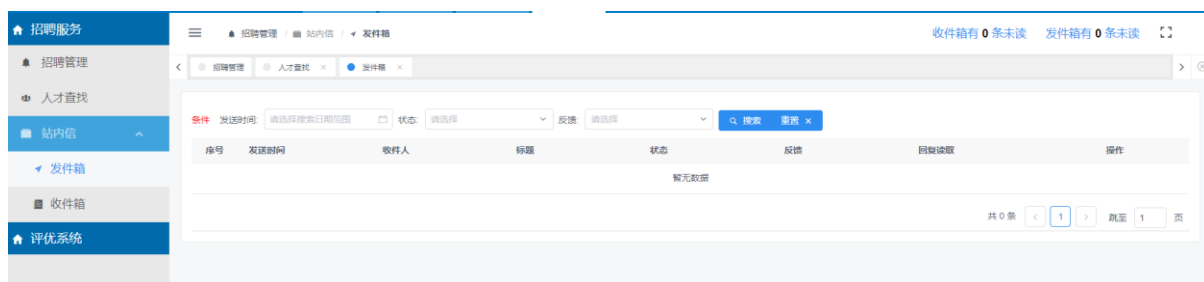 招聘服务
招聘管理 / 站内信 / 发件箱
收件箱有 0 条未读 发件箱有 0 条未读
招聘管理
招聘管理 人才查找 × 发件箱 ×
人才查找
条件 发送时间: 请选择搜索日期范围 状态: 请选择 反馈: 请选择 搜索 重置 ×
站内信
序号 发送时间 收件人 标题 状态 反馈 回复读取 操作
发件箱
暂无数据
收件箱
共 0 条 < 1 > 跳至 1 页
评优系统